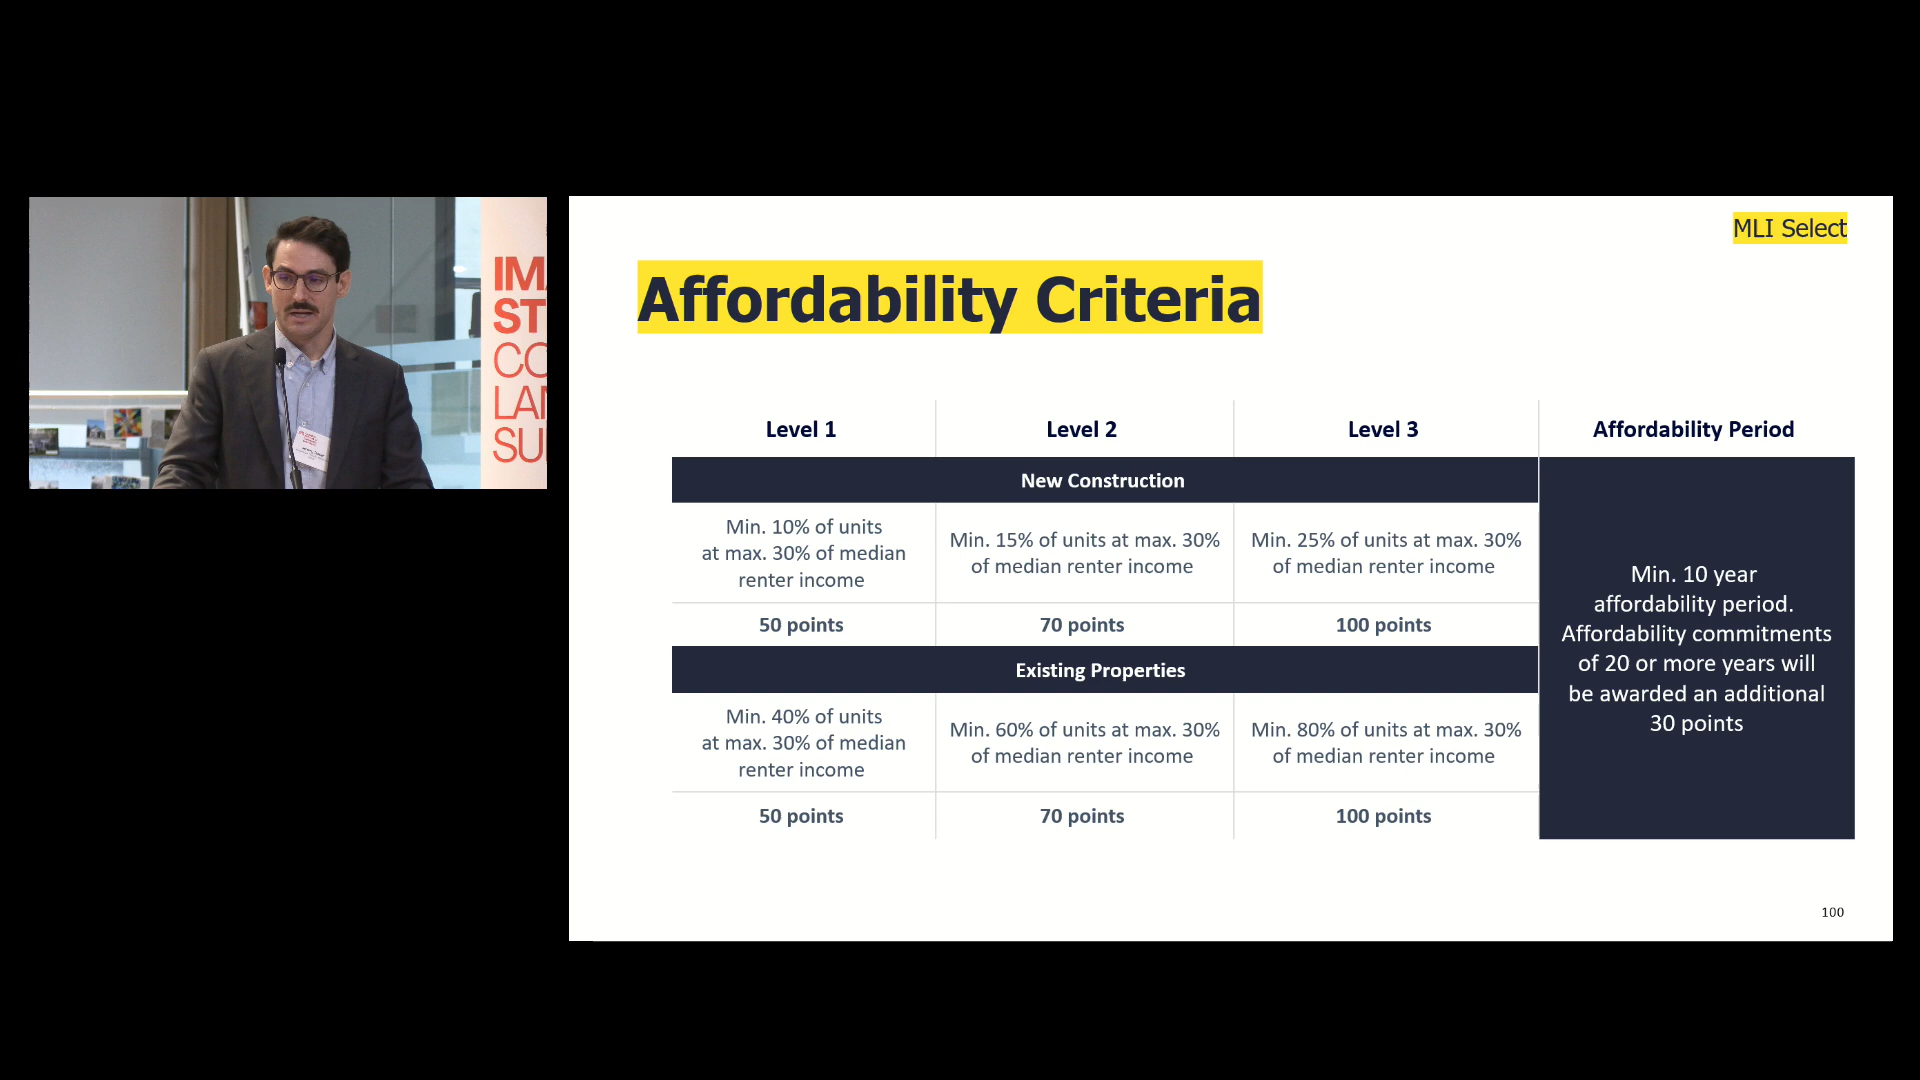 IM
ST
CO
LAN
SU
MLI Select
Affordability Criteria
Level 1
Level 2
Level 3
Affordability Period
New Construction
Min. 10% of units
at max. 30% of median
renter income
Min. 15% of units at max. 30%
of median renter income
Min. 25% of units at max. 30%
of median renter income
50 points
70 points
100 points
Existing Properties
Min. 40% of units
at max. 30% of median
renter income
Min. 60% of units at max. 30%
of median renter income
Min. 80% of units at max. 30%
of median renter income
50 points
70 points
100 points
Min. 10 year
affordability period.
Affordability commitments
of 20 or more years will
be awarded an additional
30 points
100